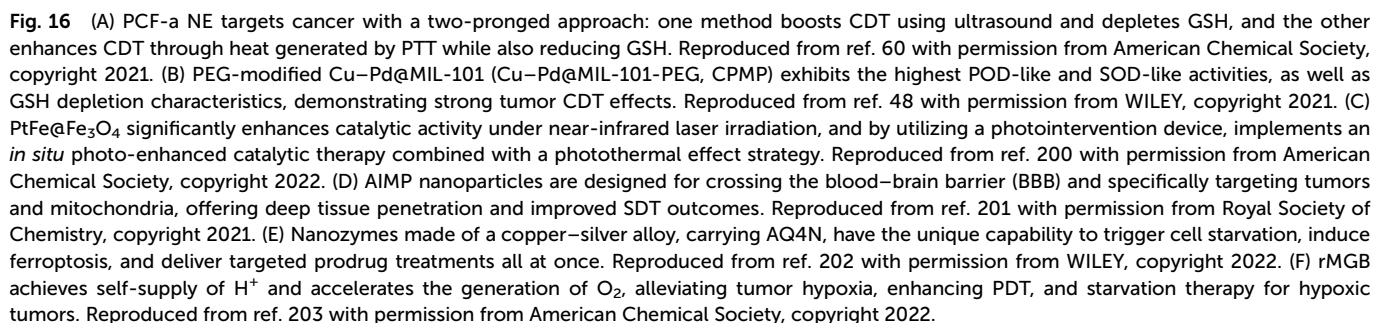 Fig. 16 (A) PCF-a NE targets cancer with a two-pronged approach: one method boosts CDT using ultrasound and depletes GSH, and the other
enhances CDT through heat generated by PTT while also reducing GSH. Reproduced from ref. 60 with permission from American Chemical Society,
copyright 2021. (B) PEG-modified Cu–Pd@MIL-101 (Cu–Pd@MIL-101-PEG, CPMP) exhibits the highest POD-like and SOD-like activities, as well as
GSH depletion characteristics, demonstrating strong tumor CDT effects. Reproduced from ref. 48 with permission from WILEY, copyright 2021. (C)
PtFe@Fe₃O₄ significantly enhances catalytic activity under near-infrared laser irradiation, and by utilizing a photointervention device, implements an
in situ photo-enhanced catalytic therapy combined with a photothermal effect strategy. Reproduced from ref. 200 with permission from American
Chemical Society, copyright 2022. (D) AIMP nanoparticles are designed for crossing the blood–brain barrier (BBB) and specifically targeting tumors
and mitochondria, offering deep tissue penetration and improved SDT outcomes. Reproduced from ref. 201 with permission from Royal Society of
Chemistry, copyright 2021. (E) Nanozymes made of a copper–silver alloy, carrying AQ4N, have the unique capability to trigger cell starvation, induce
ferroptosis, and deliver targeted prodrug treatments all at once. Reproduced from ref. 202 with permission from WILEY, copyright 2022. (F) rMGB
achieves self-supply of H⁺ and accelerates the generation of O₂, alleviating tumor hypoxia, enhancing PDT, and starvation therapy for hypoxic
tumors. Reproduced from ref. 203 with permission from American Chemical Society, copyright 2022.